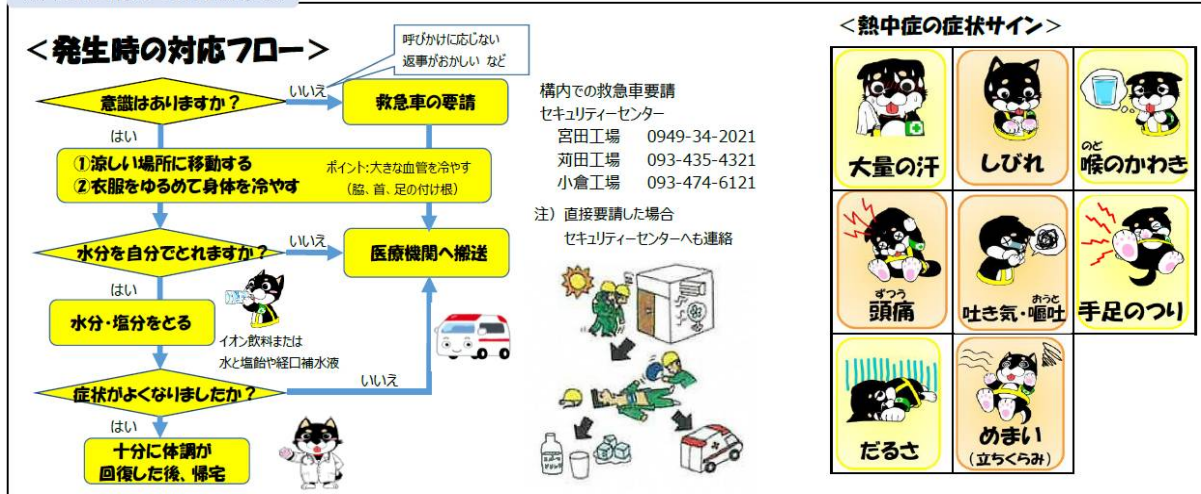 ＜発生時の対応フロー＞
呼びかけに応じない
返事がおかしい など
意識はありますか？
いいえ
救急車の要請
はい
①涼しい場所に移動する
②衣服をゆるめて身体を冷やす
ポイント：大きな血管を冷やす
（脇、首、足の付け根）
水分を自分でとれますか？
いいえ
医療機関へ搬送
はい
水分・塩分をとる
イオン飲料または
水と塩飴や経口補水液
症状がよくなりましたか？
いいえ
はい
十分に体調が
回復した後、帰宅
構内での救急車要請
セキュリティーセンター
宮田工場 0949-34-2021
苅田工場 093-435-4321
小倉工場 093-474-6121
注）直接要請した場合
セキュリティーセンターへも連絡
＜熱中症の症状サイン＞
大量の汗
しびれ
のど
喉のかわき
ずつう
頭痛
おうと
吐き気・嘔吐
手足のつり
だるさ
めまい
（立ちくらみ）